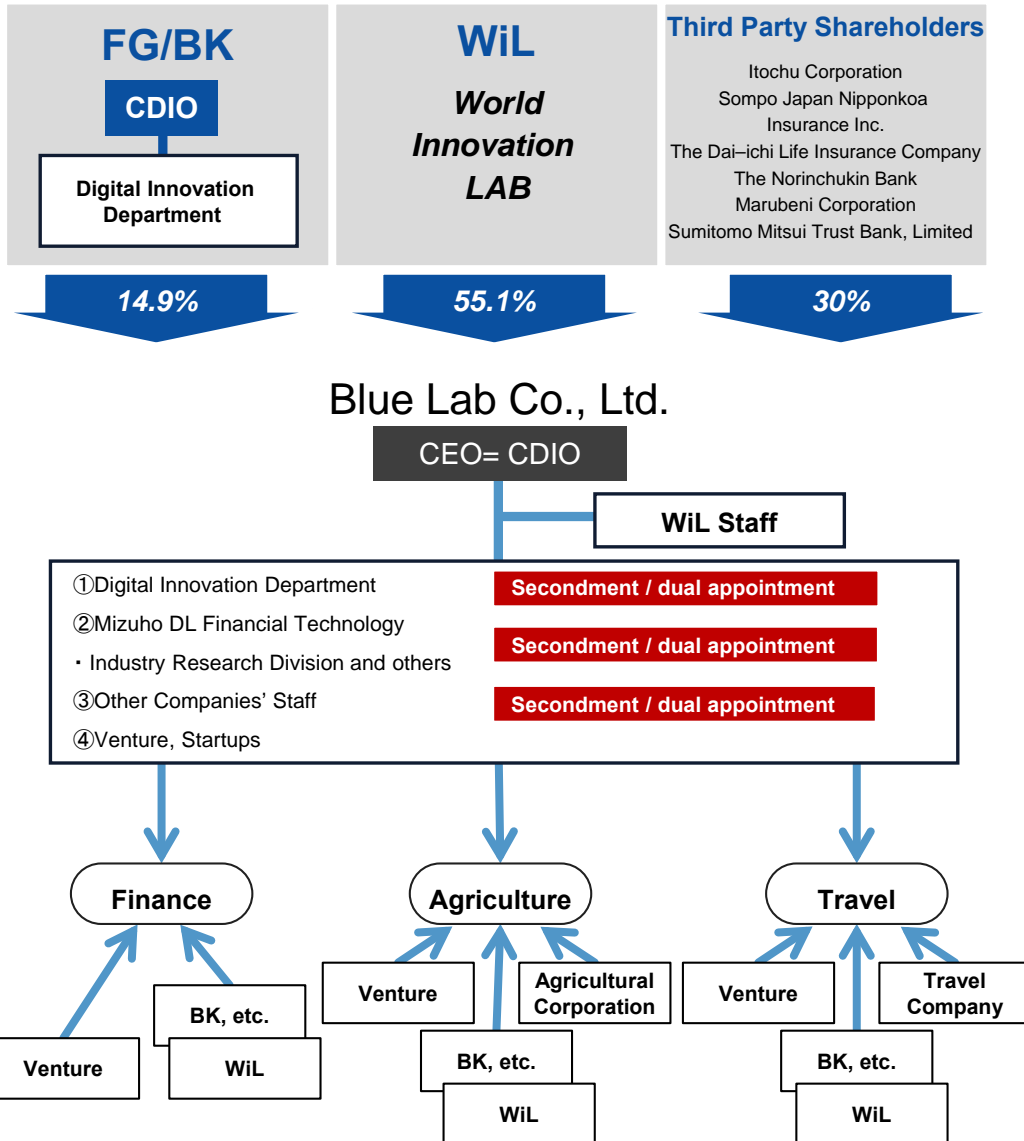 FG/BK
CDIO
Digital Innovation
Department
WiL
World
Innovation
LAB
Third Party Shareholders
Itochu Corporation
Sompo Japan Nipponkoa
Insurance Inc.
The Dai–ichi Life Insurance Company
The Norinchukin Bank
Marubeni Corporation
Sumitomo Mitsui Trust Bank, Limited
14.9%
55.1%
30%
Blue Lab Co., Ltd.
CEO= CDIO
WiL Staff
①Digital Innovation Department
Secondment / dual appointment
②Mizuho DL Financial Technology
・Industry Research Division and others
Secondment / dual appointment
③Other Companies’ Staff
Secondment / dual appointment
④Venture, Startups
Finance
Agriculture
Travel
Venture
BK, etc.
WiL
Venture
Agricultural
Corporation
BK, etc.
WiL
Venture
Travel
Company
BK, etc.
WiL